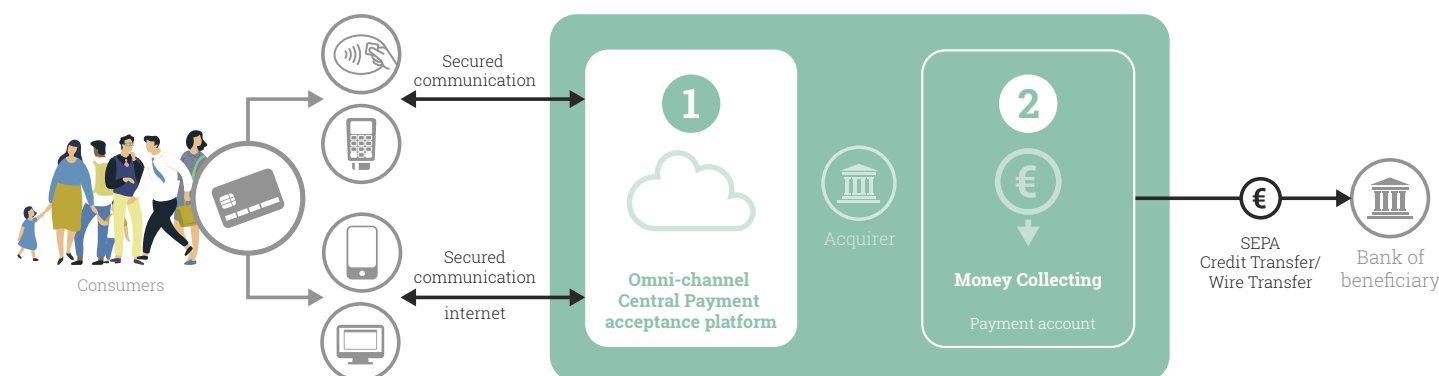 Consumers
Secured
communication
Secured
communication
internet
1
Omni-channel
Central Payment
acceptance platform
Acquirer
2
€
Money Collecting
Payment account
€
SEPA
Credit Transfer/
Wire Transfer
Bank of
beneficiary